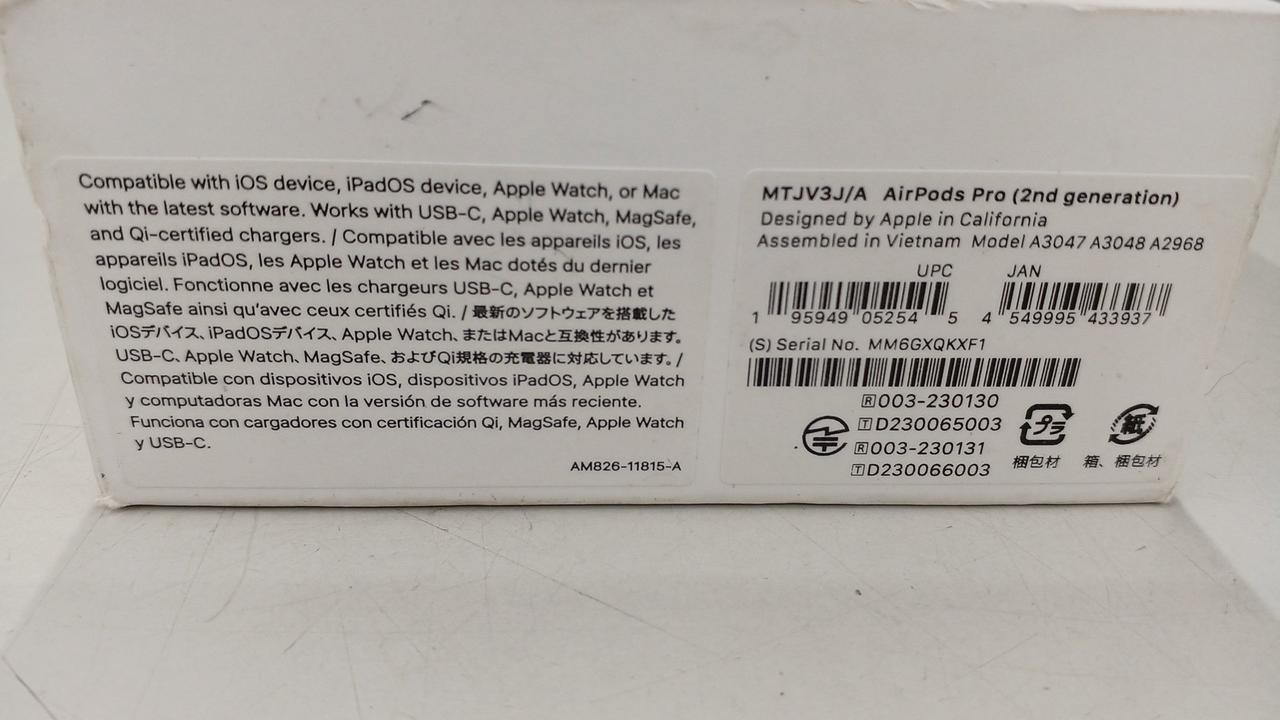 Compatible with iOS device, iPadOS device, Apple Watch, or Mac
with the latest software. Works with USB-C, Apple Watch, MagSafe,
and Qi-certified chargers. / Compatible avec les appareils iOS, les
appareils iPadOS, les Apple Watch et les Mac dotés du dernier
logiciel. Fonctionne avec les chargeurs USB-C, Apple Watch et
MagSafe ainsi qu'avec ceux certifiés Qi. / 最新のソフトウェアを搭載した
iOSデバイス、iPadOSデバイス、Apple Watch、またはMacと互換性があります。
USB-C、Apple Watch、MagSafe、およびQi規格の充電器に対応しています。/
Compatible con dispositivos iOS, dispositivos iPadOS, Apple Watch
y computadoras Mac con la versión de software más reciente.
Funciona con cargadores con certificación Qi, MagSafe, Apple Watch
y USB-C.
AM826-11815-A
MTJV3J/A AirPods Pro (2nd generation)
Designed by Apple in California
Assembled in Vietnam Model A3047 A3048 A2968
UPC JAN
1 95949 05254 5 4 549995 433937
(S) Serial No. MM6GXQKXF1
R 003-230130
T D230065003
R 003-230131
T D230066003
プラ 紙
梱包材 箱、梱包材